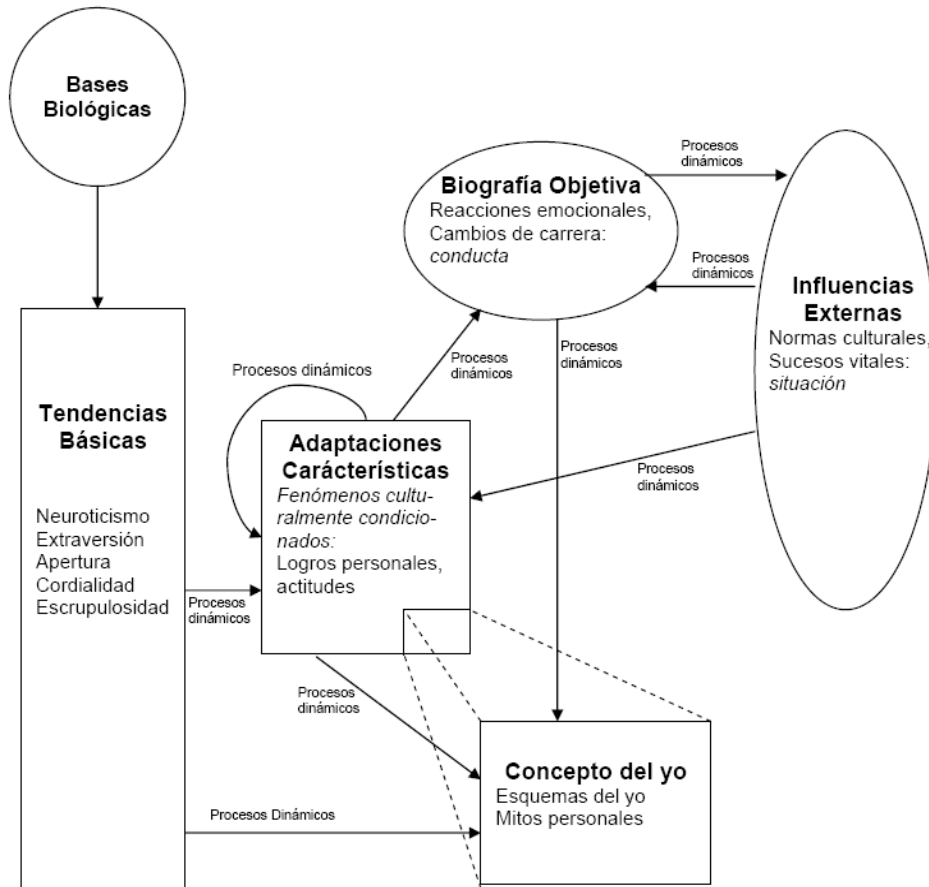 Bases
Biológicas
Procesos
dinámicos
Biografía Objetiva
Reacciones emocionales,
Cambios de carrera:
conducta
Procesos
dinámicos
Influencias
Externas
Normas culturales,
Sucesos vitales:
situación
Procesos
dinámicos
Procesos
dinámicos
Procesos dinámicos
Tendencias
Básicas
Neuroticismo
Extraversión
Apertura
Cordialidad
Escrupulosidad
Adaptaciones
Carácterísticas
Fenómenos cultu-
ralmente condicio-
nados:
Logros personales,
actitudes
Procesos
dinámicos
Procesos
dinámicos
Procesos
dinámicos
Concepto del yo
Esquemas del yo
Mitos personales
Procesos Dinámicos